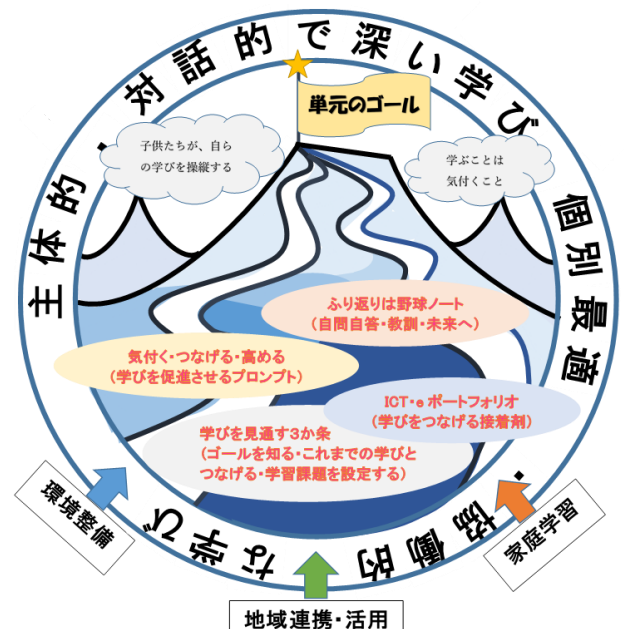 主体的・対話的で深い学び
個別最適・協働的な学び
単元のゴール
子供たちが、自ら
の学びを操縦する
学ぶことは
気付くこと
ふり返りは野球ノート
（自問自答・教訓・未来へ）
気付く・つなげる・高める
（学びを促進させるプロンプト）
ICT・eポートフォリオ
（学びをつなげる接着剤）
学びを見通す3か条
（ゴールを知る・これまでの学びと
つなげる・学習課題を設定する）
環境整備
家庭学習
地域連携・活用